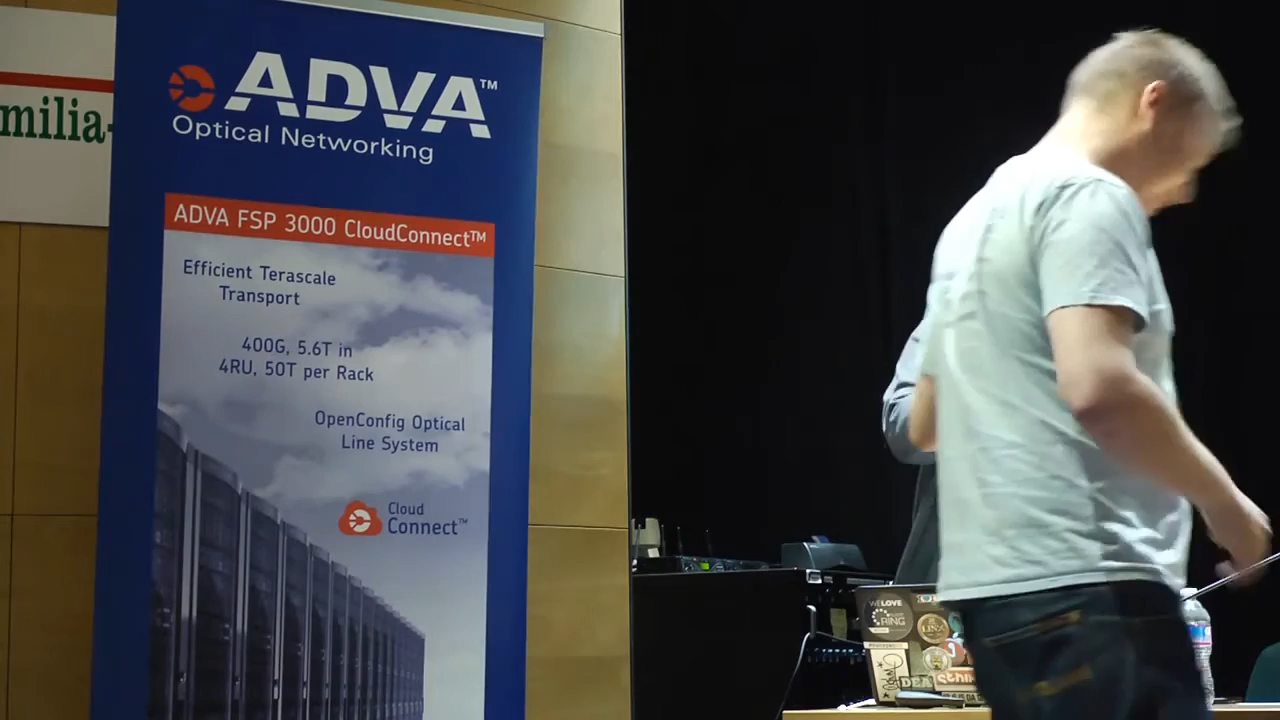 milia-
ADVA™
Optical Networking
ADVA FSP 3000 CloudConnect™
Efficient Terascale
Transport
400G, 5.6T in
4RU, 50T per Rack
OpenConfig Optical
Line System
Cloud
Connect™
WE LOVE
RING
DEA